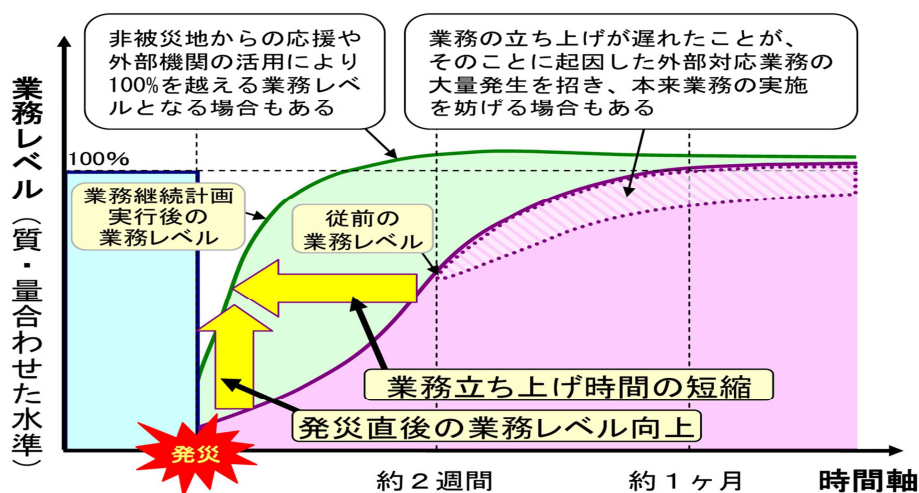 非被災地からの応援や
外部機関の活用により
100%を越える業務レベ
ルとなる場合もある
業務の立ち上げが遅れたことが、
そのことに起因した外部対応業務の
大量発生を招き、本来業務の実施
を妨げる場合もある
業務レベル（質・量合わせた水準）
100%
業務継続計画
実行後の
業務レベル
従前の
業務レベル
業務立ち上げ時間の短縮
発災直後の業務レベル向上
発災
約２週間
約１ヶ月
時間軸